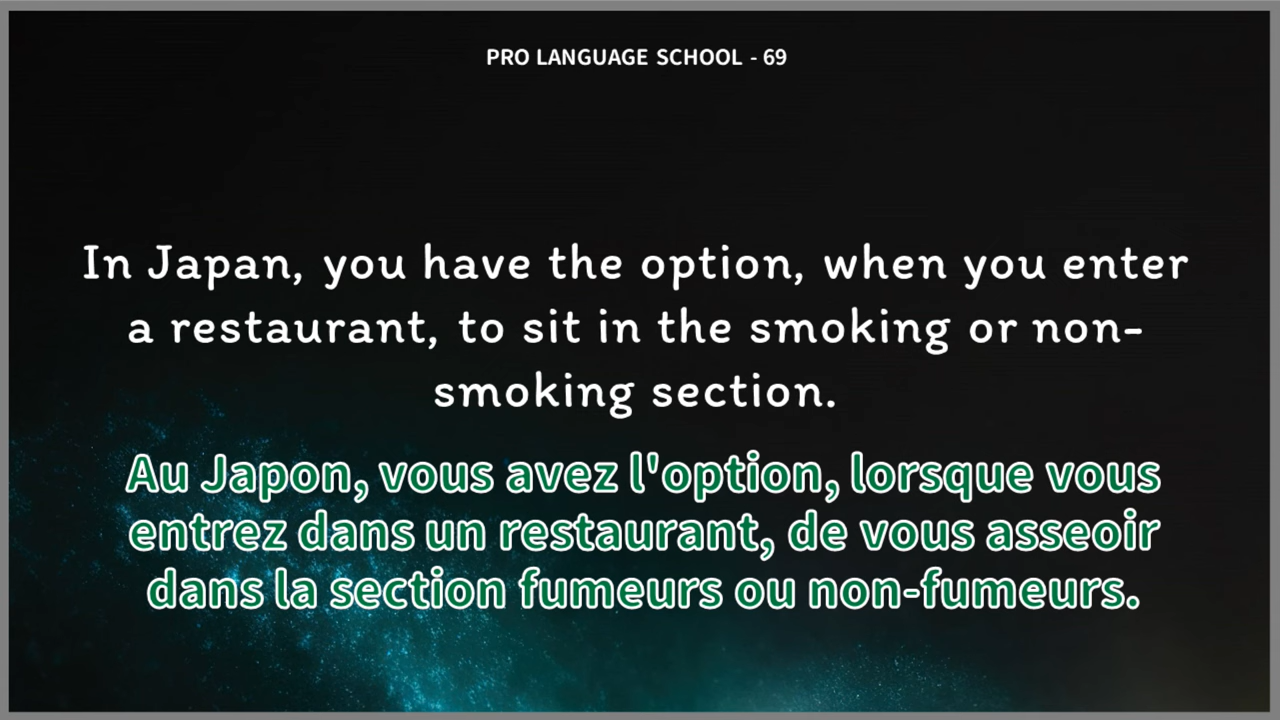 PRO LANGUAGE SCHOOL - 69
In Japan, you have the option, when you enter
a restaurant, to sit in the smoking or non-
smoking section.
Au Japon, vous avez l'option, lorsque vous
entrez dans un restaurant, de vous asseoir
dans la section fumeurs ou non-fumeurs.